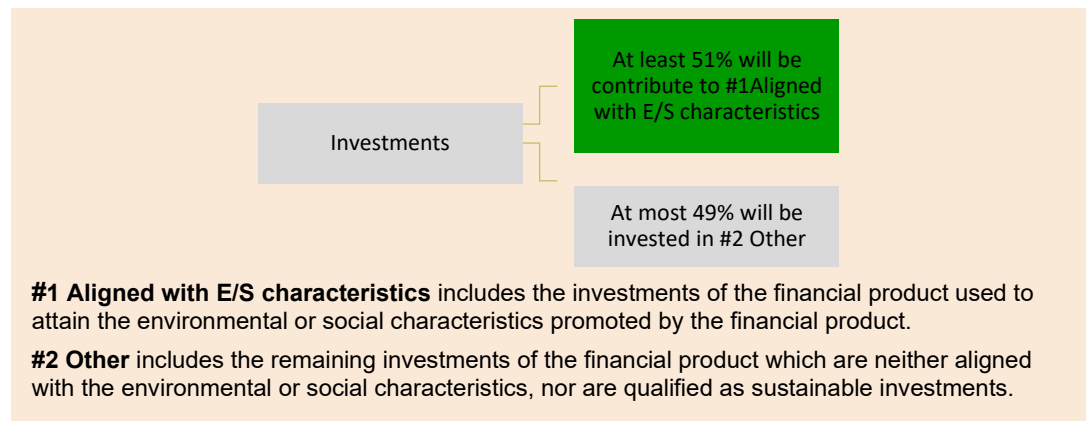 At least 51% will be
contribute to #1Aligned
with E/S characteristics
Investments
At most 49% will be
invested in #2 Other
#1 Aligned with E/S characteristics includes the investments of the financial product used to
attain the environmental or social characteristics promoted by the financial product.
#2 Other includes the remaining investments of the financial product which are neither aligned
with the environmental or social characteristics, nor are qualified as sustainable investments.